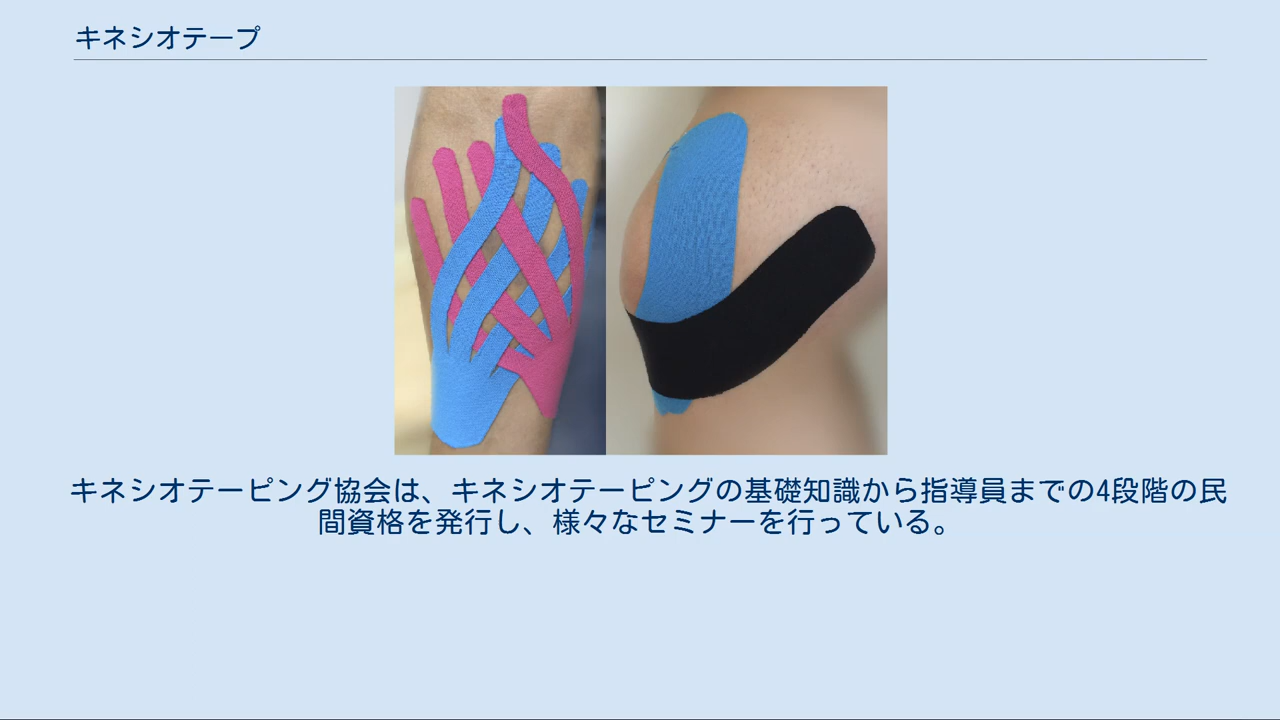 キネシオテープ
キネシオテーピング協会は、キネシオテーピングの基礎知識から指導員までの4段階の民
間資格を発行し、様々なセミナーを行っている。